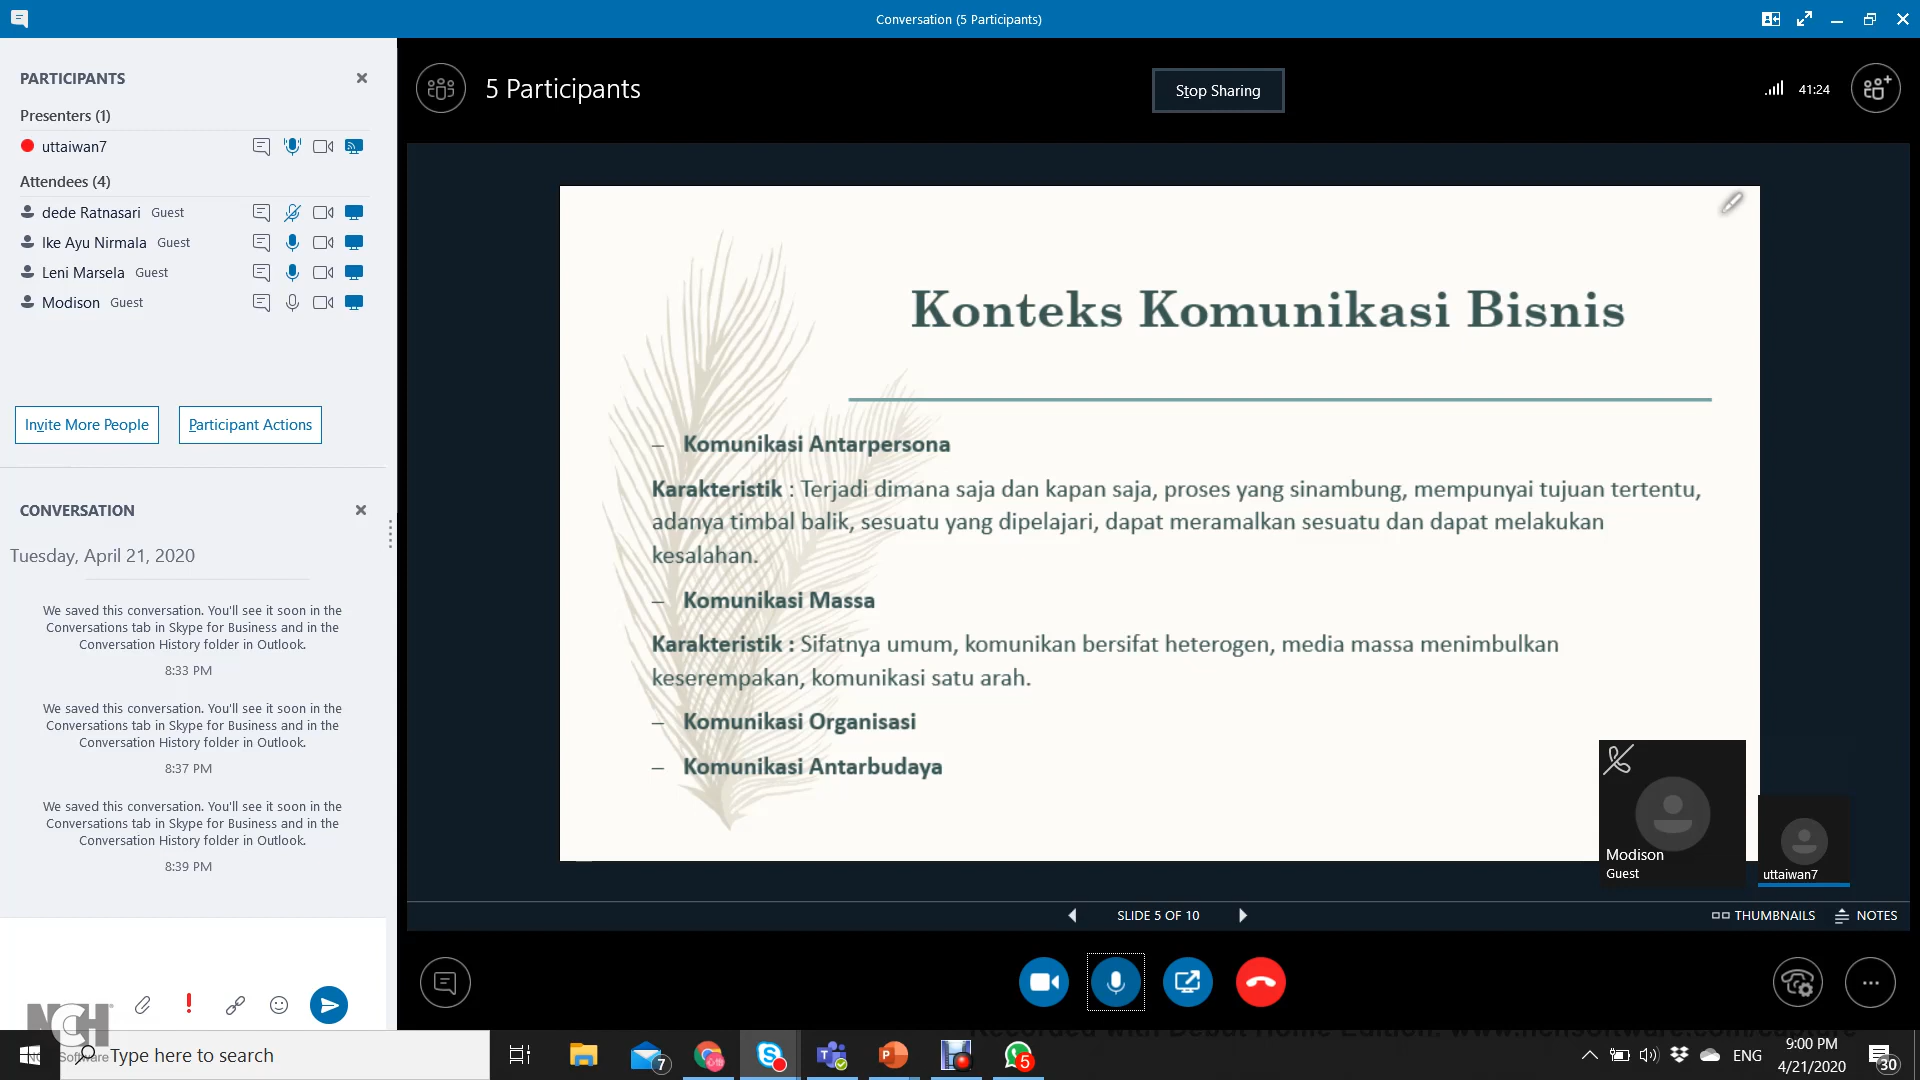 Conversation (5 Participants)
PARTICIPANTS
Presenters (1)
uttaiwan7
Attendees (4)
dede Ratnasari Guest
Ike Ayu Nirmala Guest
Leni Marsela Guest
Modison Guest
Invite More People
Participant Actions
CONVERSATION
Tuesday, April 21, 2020
We saved this conversation. You'll see it soon in the
Conversations tab in Skype for Business and in the
Conversation History folder in Outlook.
8:33 PM
We saved this conversation. You'll see it soon in the
Conversations tab in Skype for Business and in the
Conversation History folder in Outlook.
8:37 PM
We saved this conversation. You'll see it soon in the
Conversations tab in Skype for Business and in the
Conversation History folder in Outlook.
8:39 PM
5 Participants
Stop Sharing
41:24
Konteks Komunikasi Bisnis
– Komunikasi Antarpersona
Karakteristik : Terjadi dimana saja dan kapan saja, proses yang sinambung, mempunyai tujuan tertentu,
adanya timbal balik, sesuatu yang dipelajari, dapat meramalkan sesuatu dan dapat melakukan
kesalahan.
– Komunikasi Massa
Karakteristik : Sifatnya umum, komunikan bersifat heterogen, media massa menimbulkan
keserempakan, komunikasi satu arah.
– Komunikasi Organisasi
– Komunikasi Antarbudaya
Modison
Guest
uttaiwan7
SLIDE 5 OF 10
THUMBNAILS
NOTES
NCH
Software
Type here to search
7
5
ENG
9:00 PM
4/21/2020
30